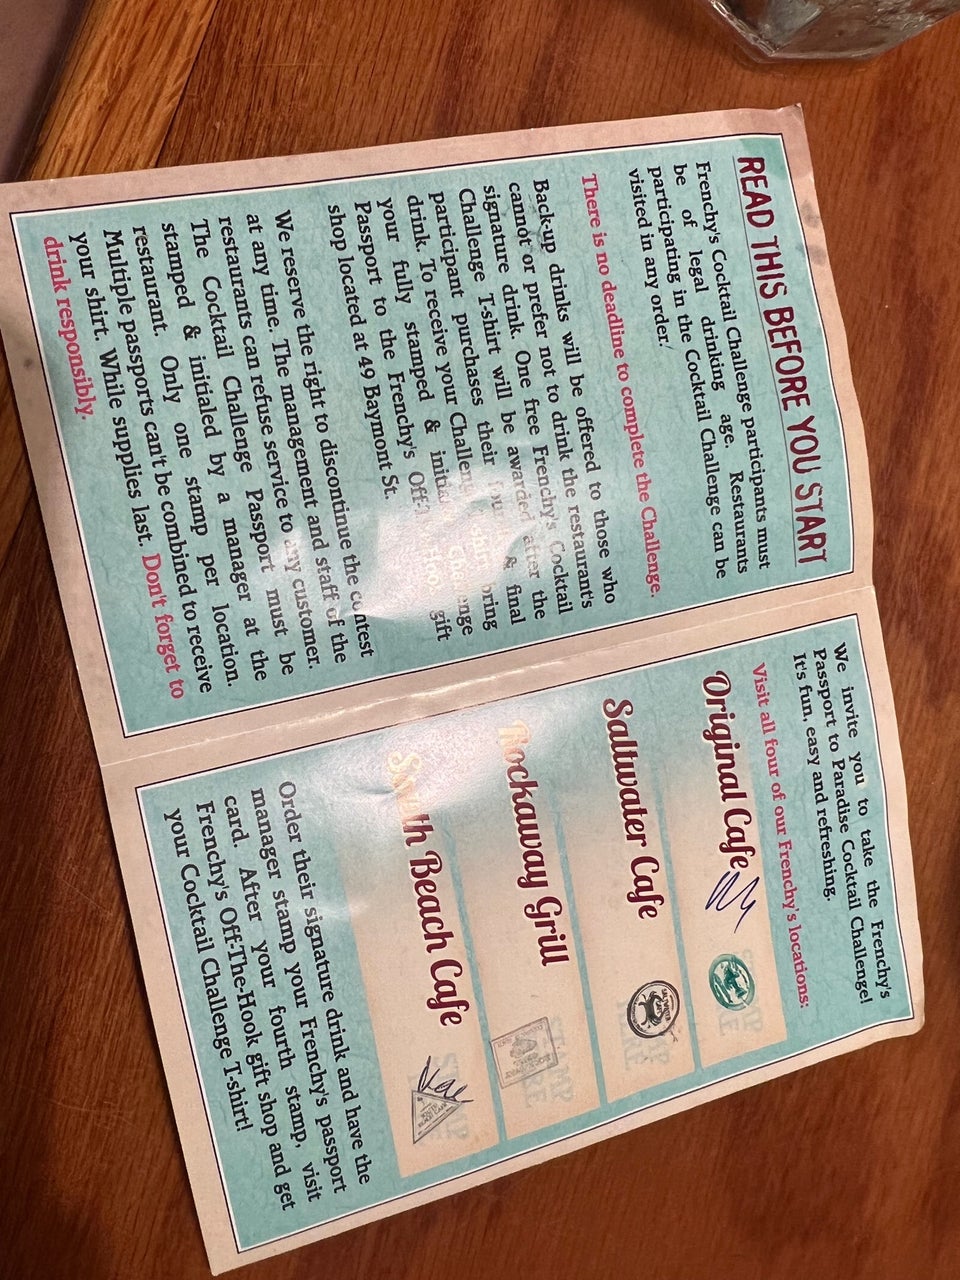 READ THIS BEFORE YOU START
Frenchy's Cocktail Challenge participants must
be of legal drinking age. Restaurants
participating in the Cocktail Challenge can be
visited in any order.
There is no deadline to complete the Challenge.
Back-up drinks will be offered to those who
cannot or prefer not to drink the restaurant's
signature drink. One free Frenchy's Cocktail
Challenge T-shirt will be awarded after the
participant purchases their & final
drink. To receive your Challenge bring
your fully stamped & initialed Challenge
Passport to the Frenchy's Off-The-Hook gift
shop located at 49 Baymont St.
We reserve the right to discontinue the contest
at any time. The management and staff of the
restaurants can refuse service to any customer.
The Cocktail Challenge Passport must be
stamped & initialed by a manager at the
restaurant. Only one stamp per location.
Multiple passports can't be combined to receive
your shirt. While supplies last. Don't forget to
drink responsibly.
We invite you to take the Frenchy's
Passport to Paradise Cocktail Challenge!
It's fun, easy and refreshing.
Visit all four of our Frenchy's locations:
Original Cafe
Saltwater Cafe
Rockaway Grill
STAMP
HERE
South Beach Cafe
Order their signature drink and have the
manager stamp your Frenchy's passport
card. After your fourth stamp, visit
Frenchy's Off-The-Hook gift shop and get
your Cocktail Challenge T-shirt!